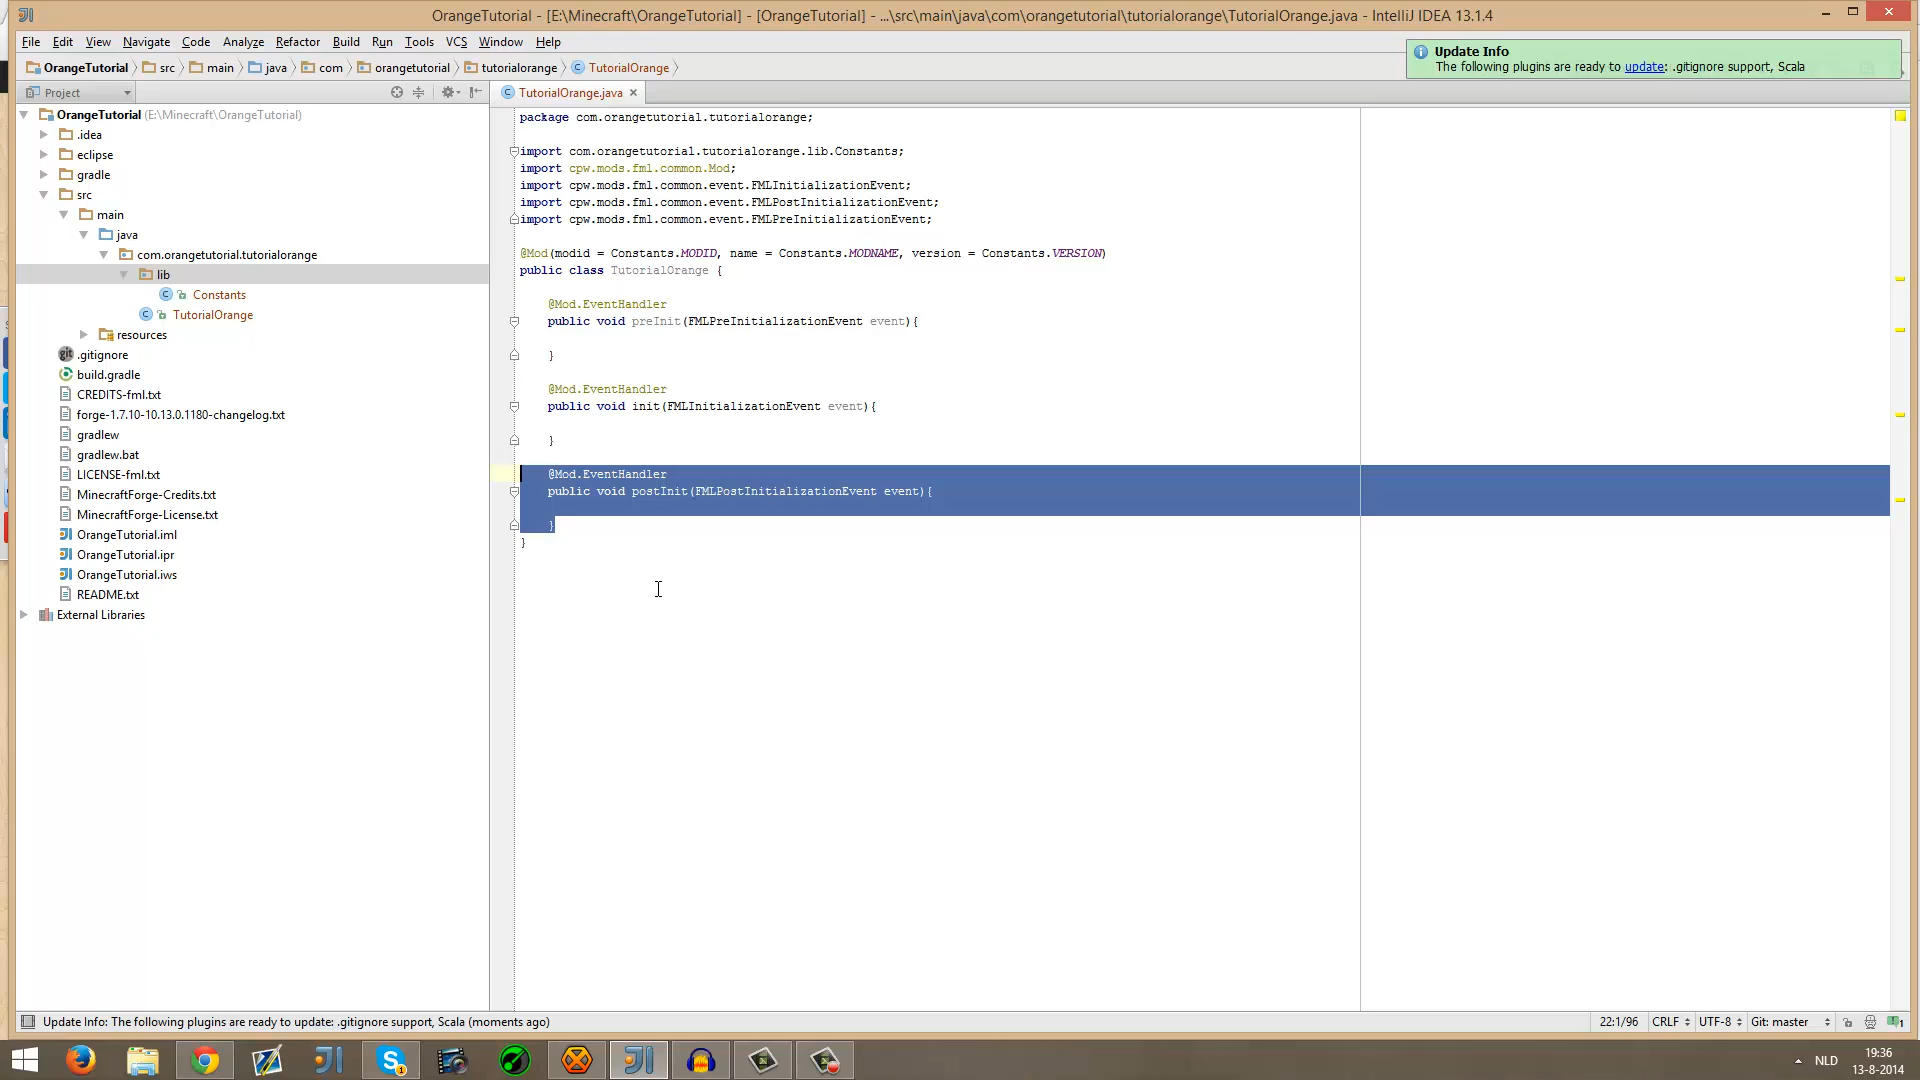 OrangeTutorial - [E:\Minecraft\OrangeTutorial] - [OrangeTutorial] - ...\src\main\java\com\orangetutorial\tutorialorange\TutorialOrange.java - IntelliJ IDEA 13.1.4
File Edit View Navigate Code Analyze Refactor Build Run Tools VCS Window Help
Update Info
The following plugins are ready to update: .gitignore support, Scala
OrangeTutorial src main java com orangetutorial tutorialorange TutorialOrange
Project
TutorialOrange.java
OrangeTutorial (E:\Minecraft\OrangeTutorial)
.idea
eclipse
gradle
src
main
java
com.orangetutorial.tutorialorange
lib
Constants
TutorialOrange
resources
.gitignore
build.gradle
CREDITS-fml.txt
forge-1.7.10-10.13.0.1180-changelog.txt
gradlew
gradlew.bat
LICENSE-fml.txt
MinecraftForge-Credits.txt
MinecraftForge-License.txt
OrangeTutorial.iml
OrangeTutorial.ipr
OrangeTutorial.iws
README.txt
External Libraries
package com.orangetutorial.tutorialorange;
import com.orangetutorial.tutorialorange.lib.Constants;
import cpw.mods.fml.common.Mod;
import cpw.mods.fml.common.event.FMLInitializationEvent;
import cpw.mods.fml.common.event.FMLPostInitializationEvent;
import cpw.mods.fml.common.event.FMLPreInitializationEvent;
@Mod(modid = Constants.MODID, name = Constants.MODNAME, version = Constants.VERSION)
public class TutorialOrange {
@Mod.EventHandler
public void preInit(FMLPreInitializationEvent event){
}
@Mod.EventHandler
public void init(FMLInitializationEvent event){
}
@Mod.EventHandler
public void postInit(FMLPostInitializationEvent event){
}
}
Update Info: The following plugins are ready to update: .gitignore support, Scala (moments ago)
22:1/96 CRLF UTF-8 Git: master
NLD
19:36
13-8-2014